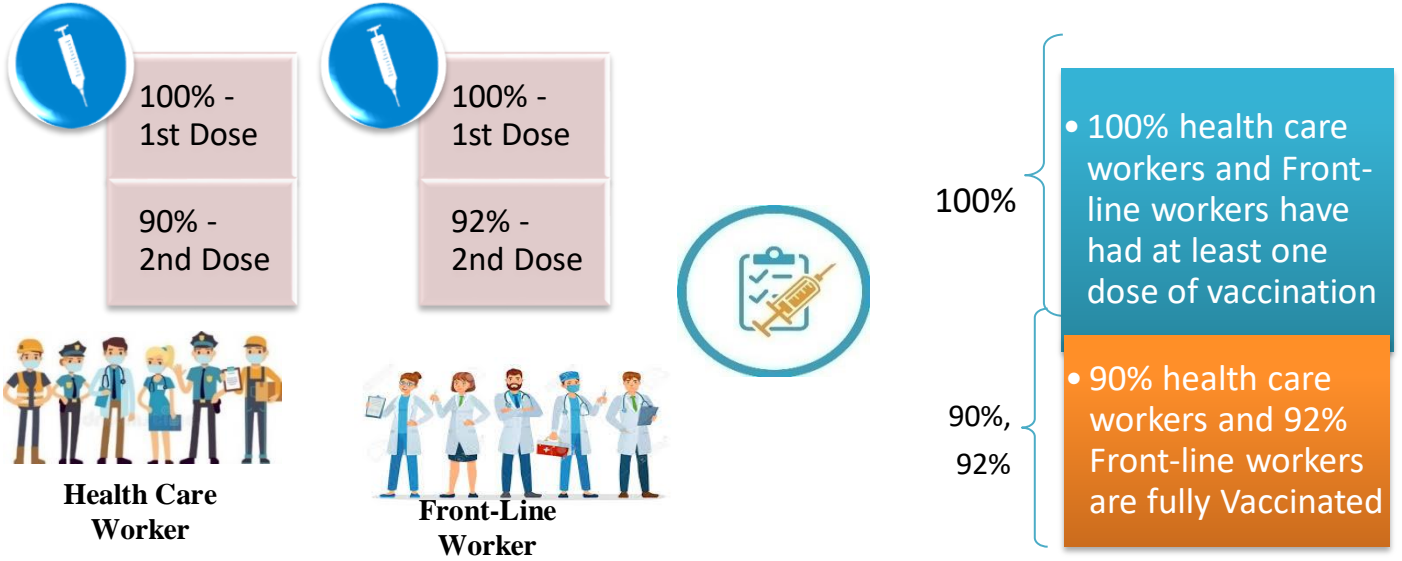 100% -
1st Dose
90% -
2nd Dose
Health Care
Worker
100% -
1st Dose
92% -
2nd Dose
Front-Line
Worker
100%
• 100% health care
workers and Front-
line workers have
had at least one
dose of vaccination
90%,
92%
• 90% health care
workers and 92%
Front-line workers
are fully Vaccinated